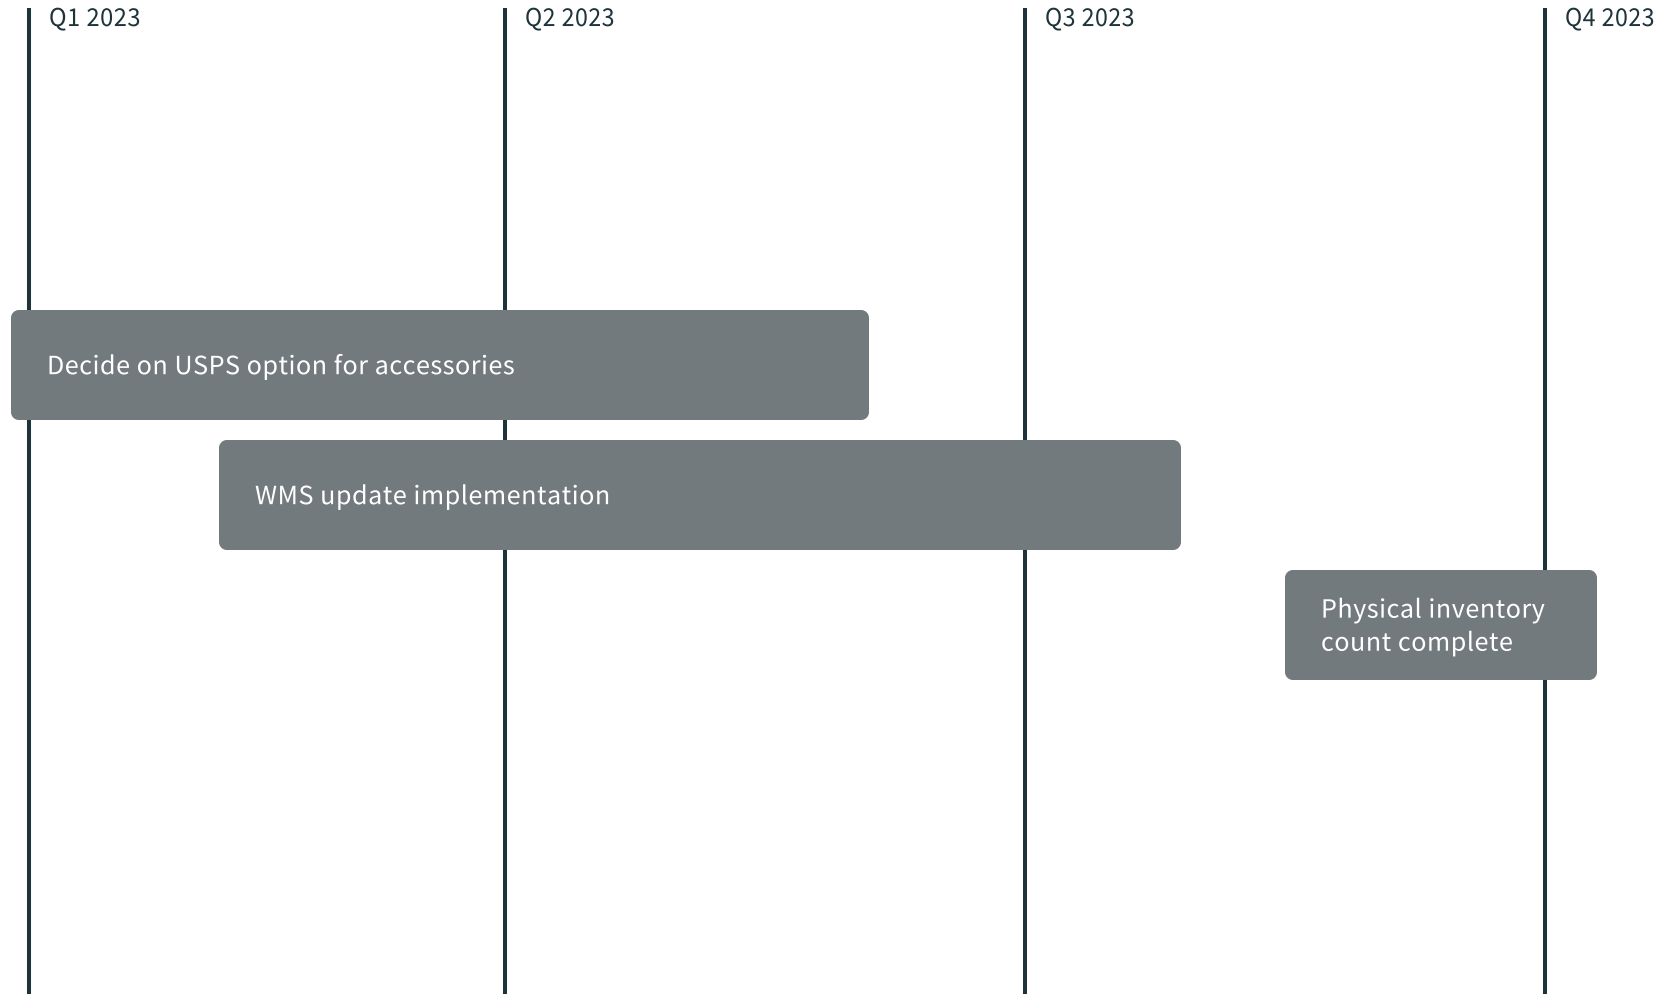 Q1 2023
Q2 2023
Q3 2023
Q4 2023
Decide on USPS option for accessories
WMS update implementation
Physical inventory
count complete